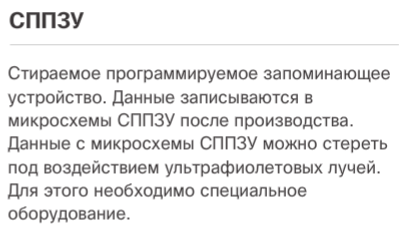 СППЗУ
Стираемое программируемое запоминающее
устройство. Данные записываются в
микросхемы СППЗУ после производства.
Данные с микросхемы СППЗУ можно стереть
под воздействием ультрафиолетовых лучей.
Для этого необходимо специальное
оборудование.